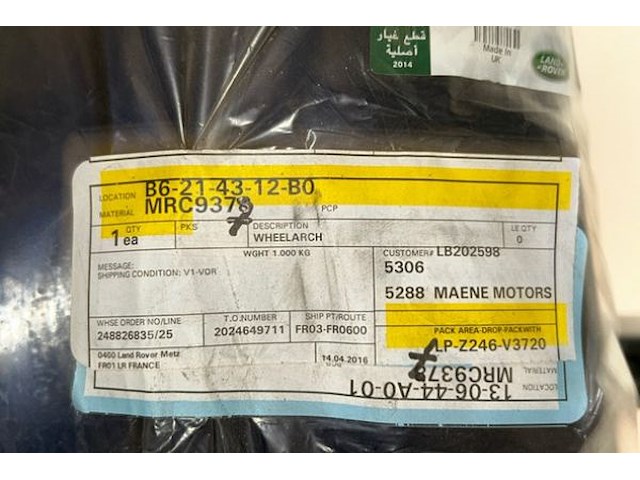 قطع غيار
أصلية
2014
Made In
UK
LAND
ROVER
LOCATION B6-21-43-12-B0
MATERIAL MRC9378
PCP
QTY
1 ea
PKS
DESCRIPTION
WHEELARCH
LE QTY
0
WGHT 1.000 KG
MESSAGE:
SHIPPING CONDITION: V1-VOR
CUSTOMER# LB202598
5306
5288 MAENE MOTORS
WHSE ORDER NO/LINE
248826835/25
T.O.NUMBER
2024649711
SHIP PT/ROUTE
FR03-FR0600
PACK AREA-DROP-PACKWITH
LP-Z246-V3720
0400 Land Rover Metz
FR01 LR FRANCE
14.04.2016
MATERIAL
MRC9378
LOCATION
13-06-44-A0-01